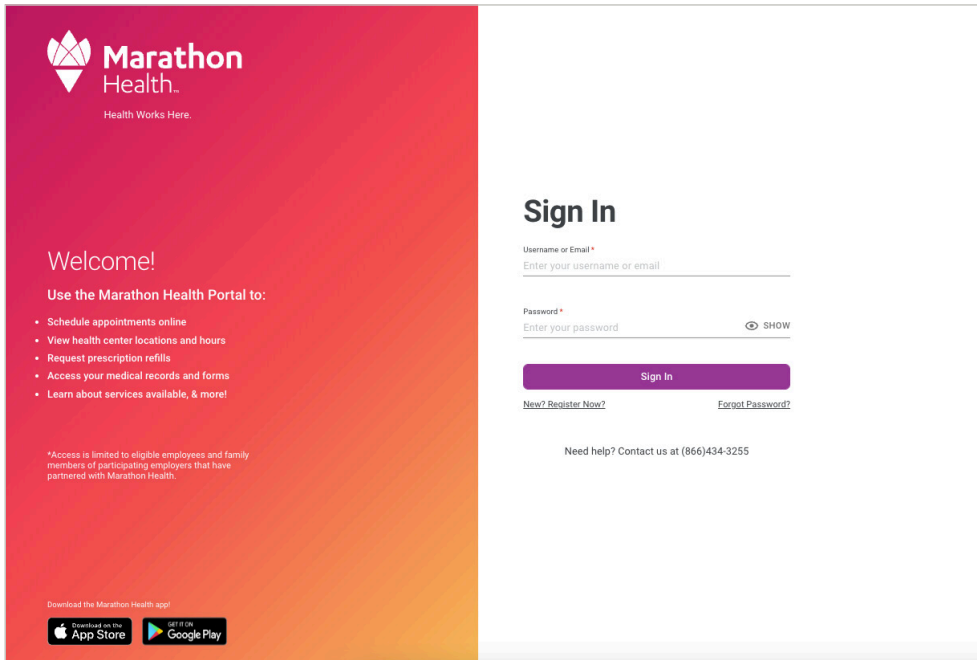 Marathon
Health™
Health Works Here.
Welcome!
Use the Marathon Health Portal to:
• Schedule appointments online
• View health center locations and hours
• Request prescription refills
• Access your medical records and forms
• Learn about services available, & more!
*Access is limited to eligible employees and family
members of participating employers that have
partnered with Marathon Health.
Download the Marathon Health app!
Download on the
App Store
GET IT ON
Google Play
Sign In
Username or Email *
Enter your username or email
Password *
Enter your password
SHOW
Sign In
New? Register Now?
Forgot Password?
Need help? Contact us at (866)434-3255